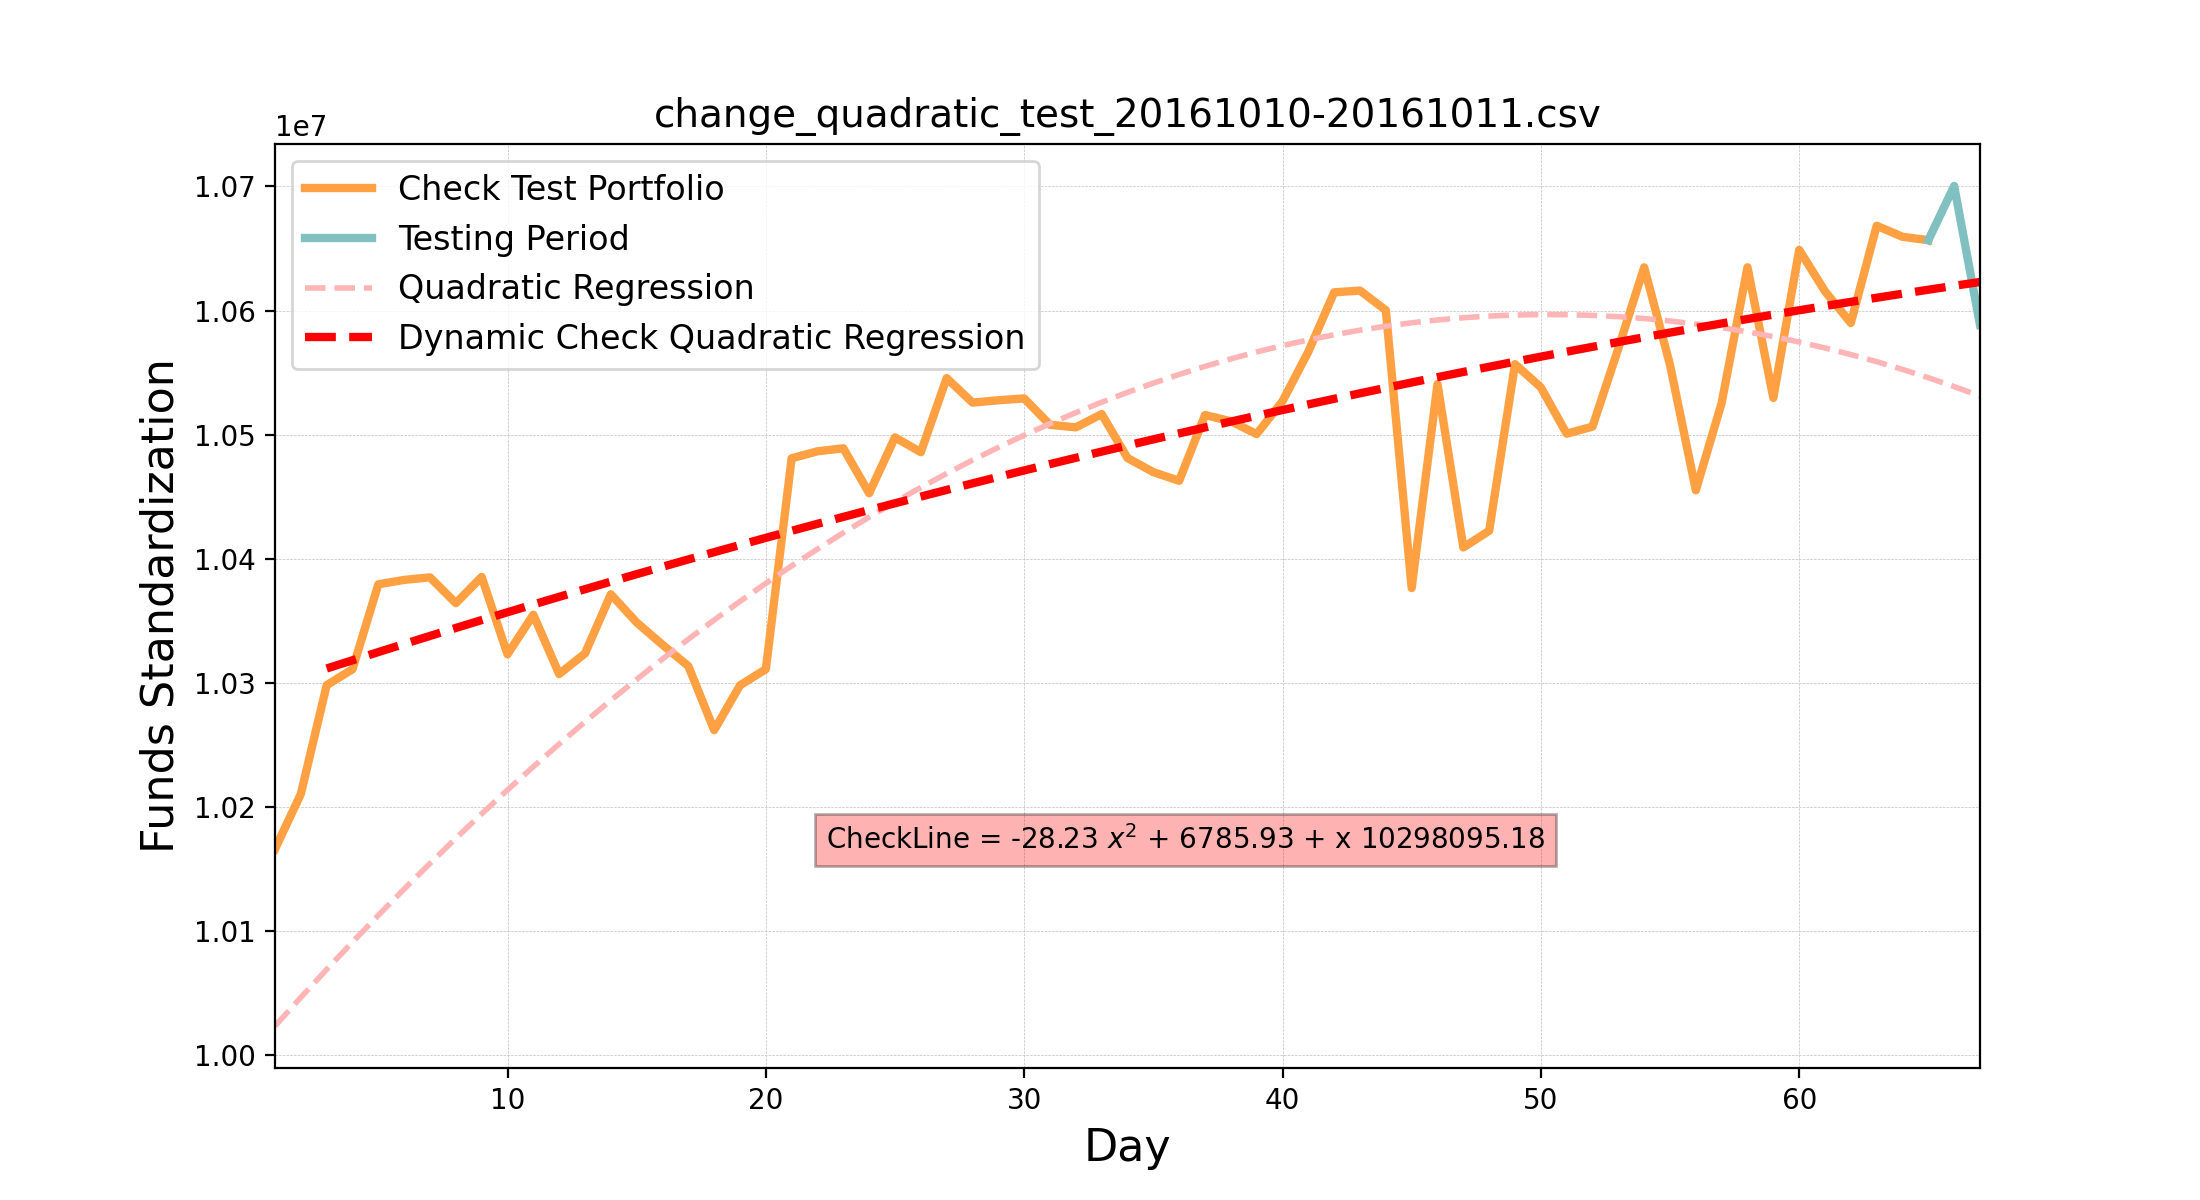 change_quadratic_test_20161010-20161011.csv
1e7
Check Test Portfolio
Testing Period
Quadratic Regression
Dynamic Check Quadratic Regression
1.07
1.06
1.05
1.04
1.03
1.02
1.01
1.00
Funds Standardization
CheckLine = -28.23 x² + 6785.93 + x 10298095.18
10 20 30 40 50 60
Day